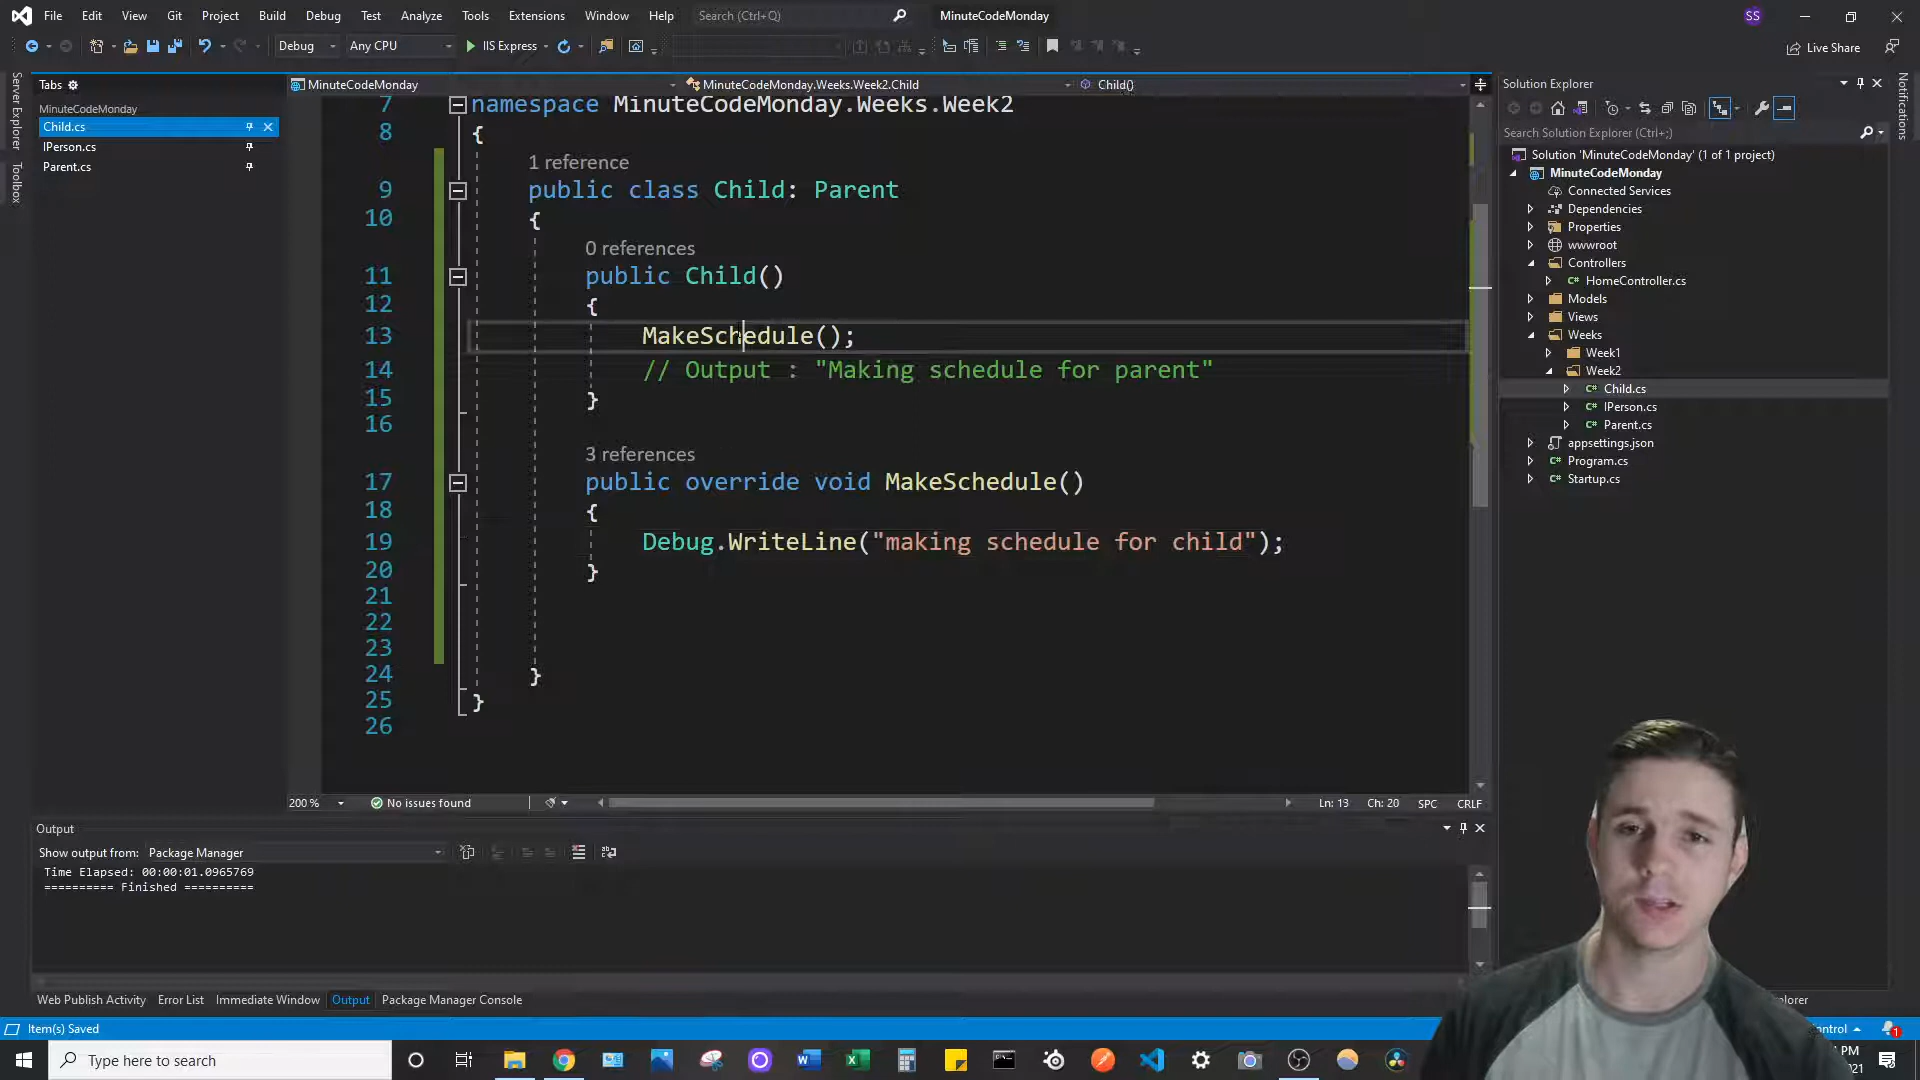 File Edit View Git Project Build Debug Test Analyze Tools Extensions Window Help Search (Ctrl+Q) MinuteCodeMonday SS
Debug Any CPU IIS Express Live Share
Server Explorer
Toolbox
Notifications
Tabs
MinuteCodeMonday
Child.cs
IPerson.cs
Parent.cs
MinuteCodeMonday MinuteCodeMonday.Weeks.Week2.Child Child()
7 namespace MinuteCodeMonday.Weeks.Week2
8 {
1 reference
9 public class Child: Parent
10 {
0 references
11 public Child()
12 {
13 MakeSchedule();
14 // Output : "Making schedule for parent"
15 }
16
3 references
17 public override void MakeSchedule()
18 {
19 Debug.WriteLine("making schedule for child");
20 }
21
22
23
24 }
25 }
26
200 % No issues found Ln: 13 Ch: 20 SPC CRLF
Solution Explorer
Search Solution Explorer (Ctrl+;)
Solution 'MinuteCodeMonday' (1 of 1 project)
MinuteCodeMonday
Connected Services
Dependencies
Properties
wwwroot
Controllers
C# HomeController.cs
Models
Views
Weeks
Week1
Week2
C# Child.cs
C# IPerson.cs
C# Parent.cs
appsettings.json
C# Program.cs
C# Startup.cs
Output
Show output from: Package Manager
Time Elapsed: 00:00:01.0965769
========== Finished ==========
Web Publish Activity Error List Immediate Window Output Package Manager Console
Item(s) Saved 1
Type here to search